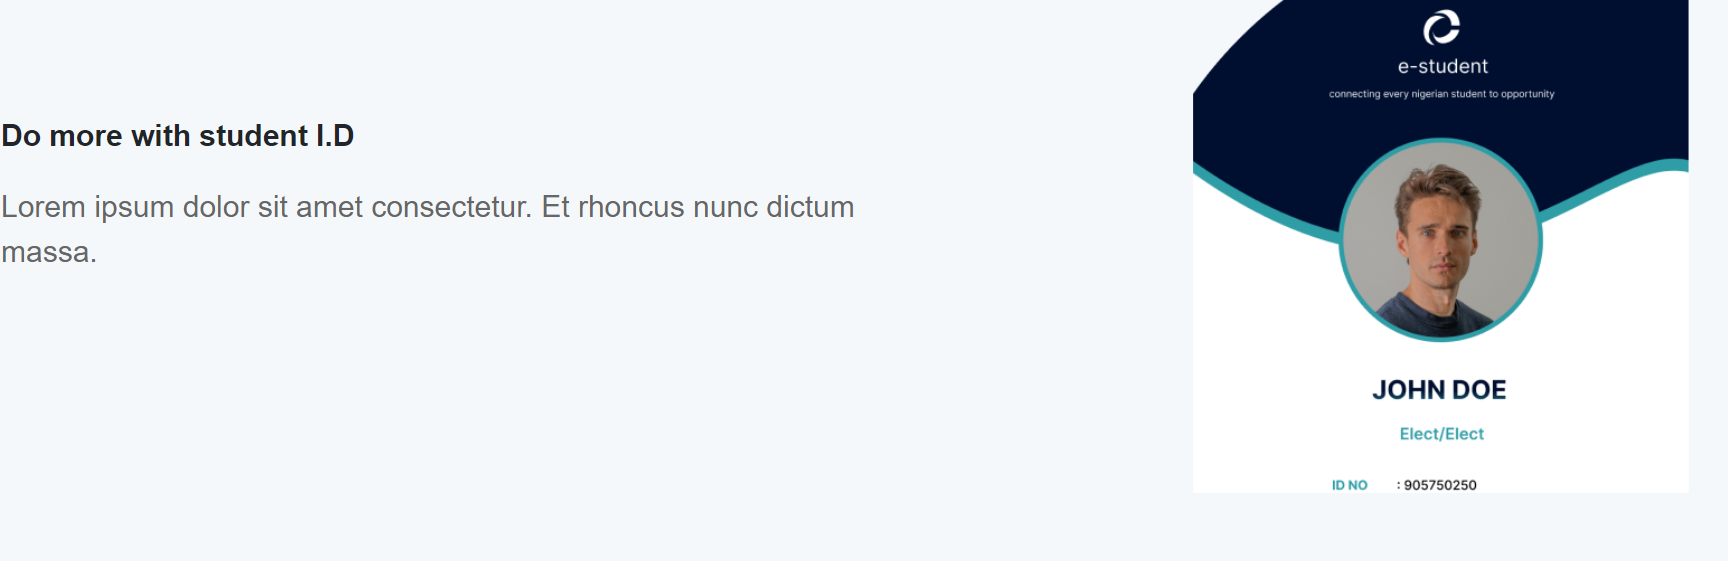 Do more with student I.D
Lorem ipsum dolor sit amet consectetur. Et rhoncus nunc dictum
massa.
e-student
connecting every nigerian student to opportunity
JOHN DOE
Elect/Elect
ID NO : 905750250